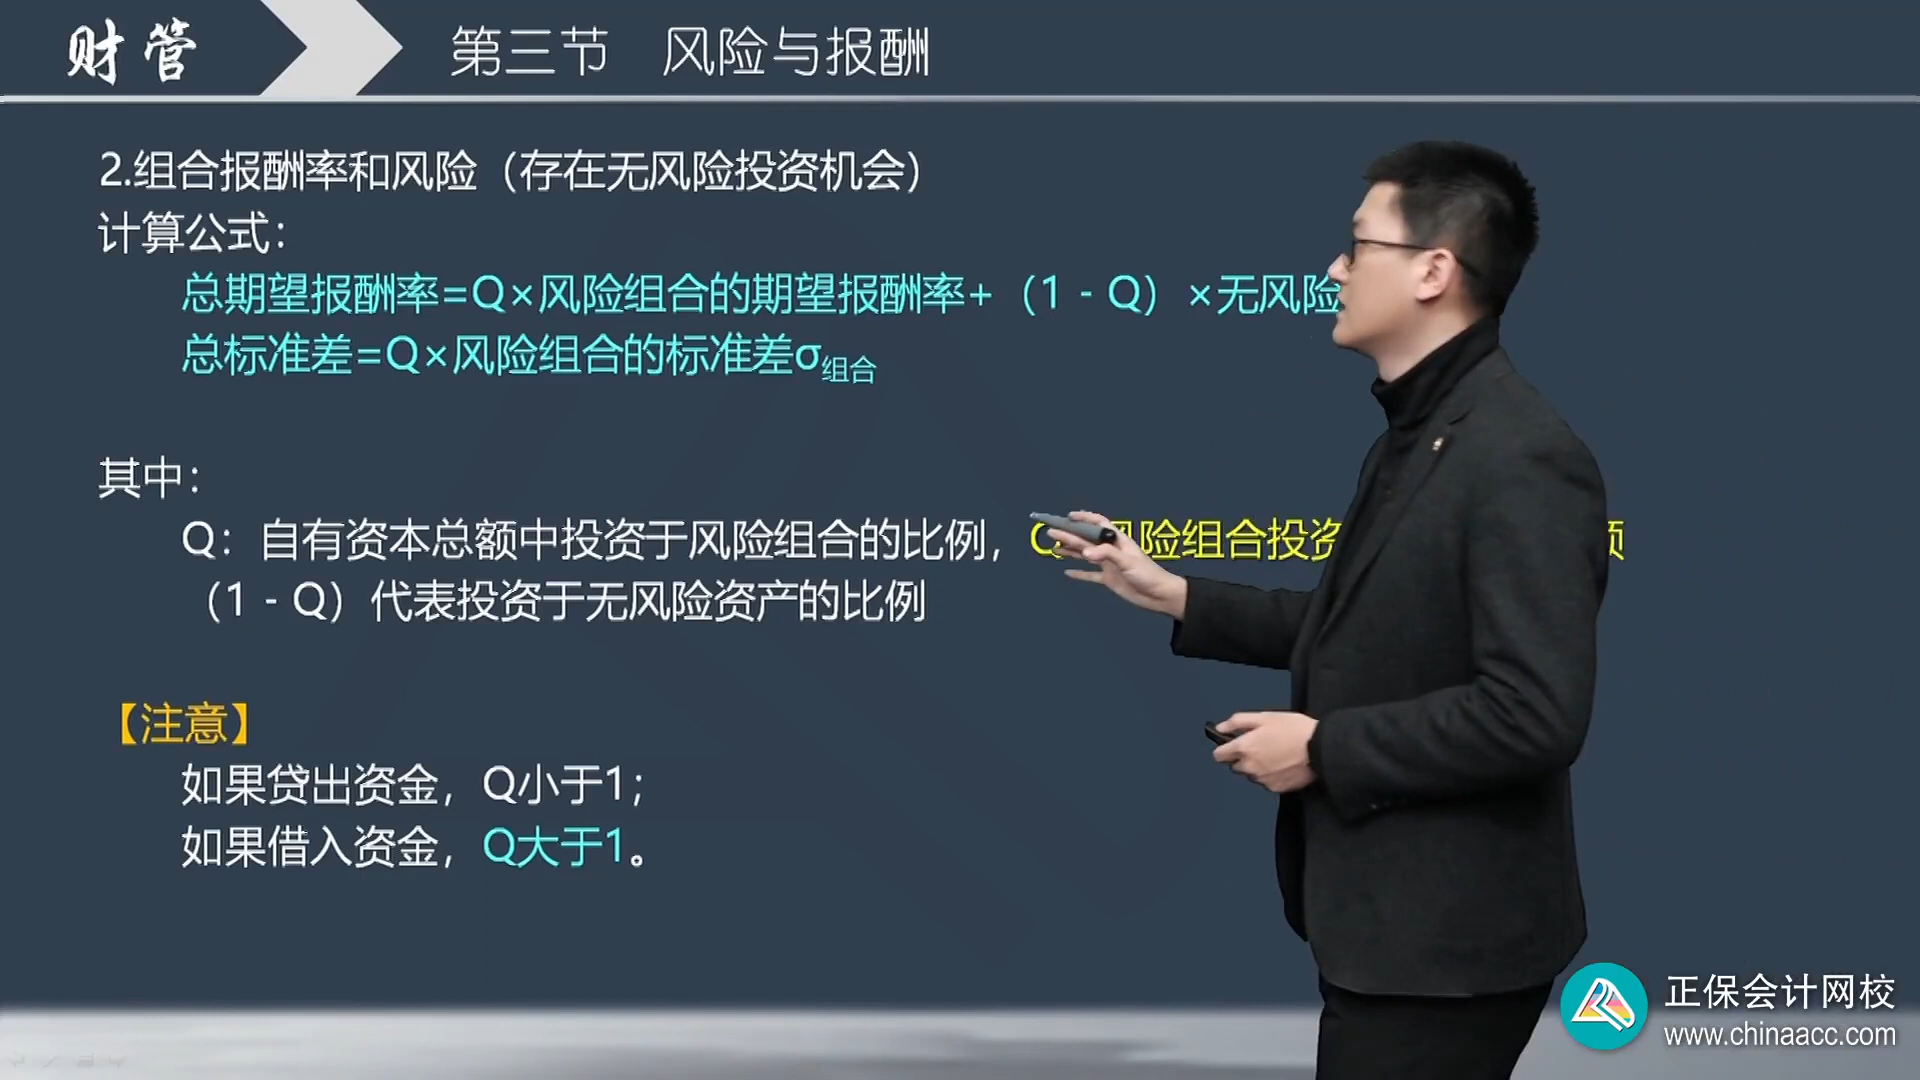 财管
第三节 风险与报酬
2.组合报酬率和风险（存在无风险投资机会）
计算公式：
总期望报酬率=Q×风险组合的期望报酬率+（1 - Q）×无风险
总标准差=Q×风险组合的标准差σ组合
其中：
Q：自有资本总额中投资于风险组合的比例，Q 风险组合投资 额
（1 - Q）代表投资于无风险资产的比例
【注意】
如果贷出资金，Q小于1；
如果借入资金，Q大于1。
正保会计网校
www.chinaacc.com